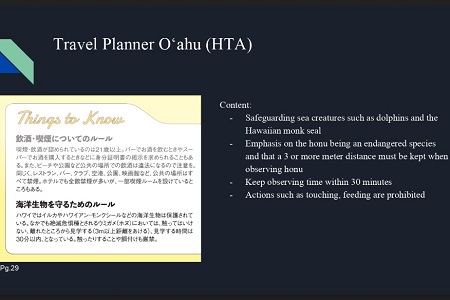 Travel Planner Oʻahu (HTA)
Things to Know
飲酒・喫煙についてのルール
喫煙・飲酒が認められているのは21歳以上。バーでお酒を飲むときやスー
パーでお酒を購入するときなどに身分証明書の提示を求められることもあ
る。また、ビーチや公園など公共の場所での飲酒は違法になるので注意を。
同じく、レストラン、バー、クラブ、空港、公園、映画館など、公共の場所はす
べて禁煙。ホテルでも全館禁煙が多いが、一部喫煙ルームを設けていると
ころもある。
海洋生物を守るためのルール
ハワイではイルカやハワイアン・モンクシールなどの海洋生物は保護されて
いる。なかでも絶滅危惧種とされるウミガメ（ホヌ）においては、触ってはいけ
ない、離れたところから見学する（3m以上距離をあける）、見学する時間は
30分以内、となっている。触ったりすることや餌付けも厳禁。
Pg.29
Content:
- Safeguarding sea creatures such as dolphins and the
Hawaiian monk seal
- Emphasis on the honu being an endangered species
and that a 3 or more meter distance must be kept when
observing honu
- Keep observing time within 30 minutes
- Actions such as touching, feeding are prohibited